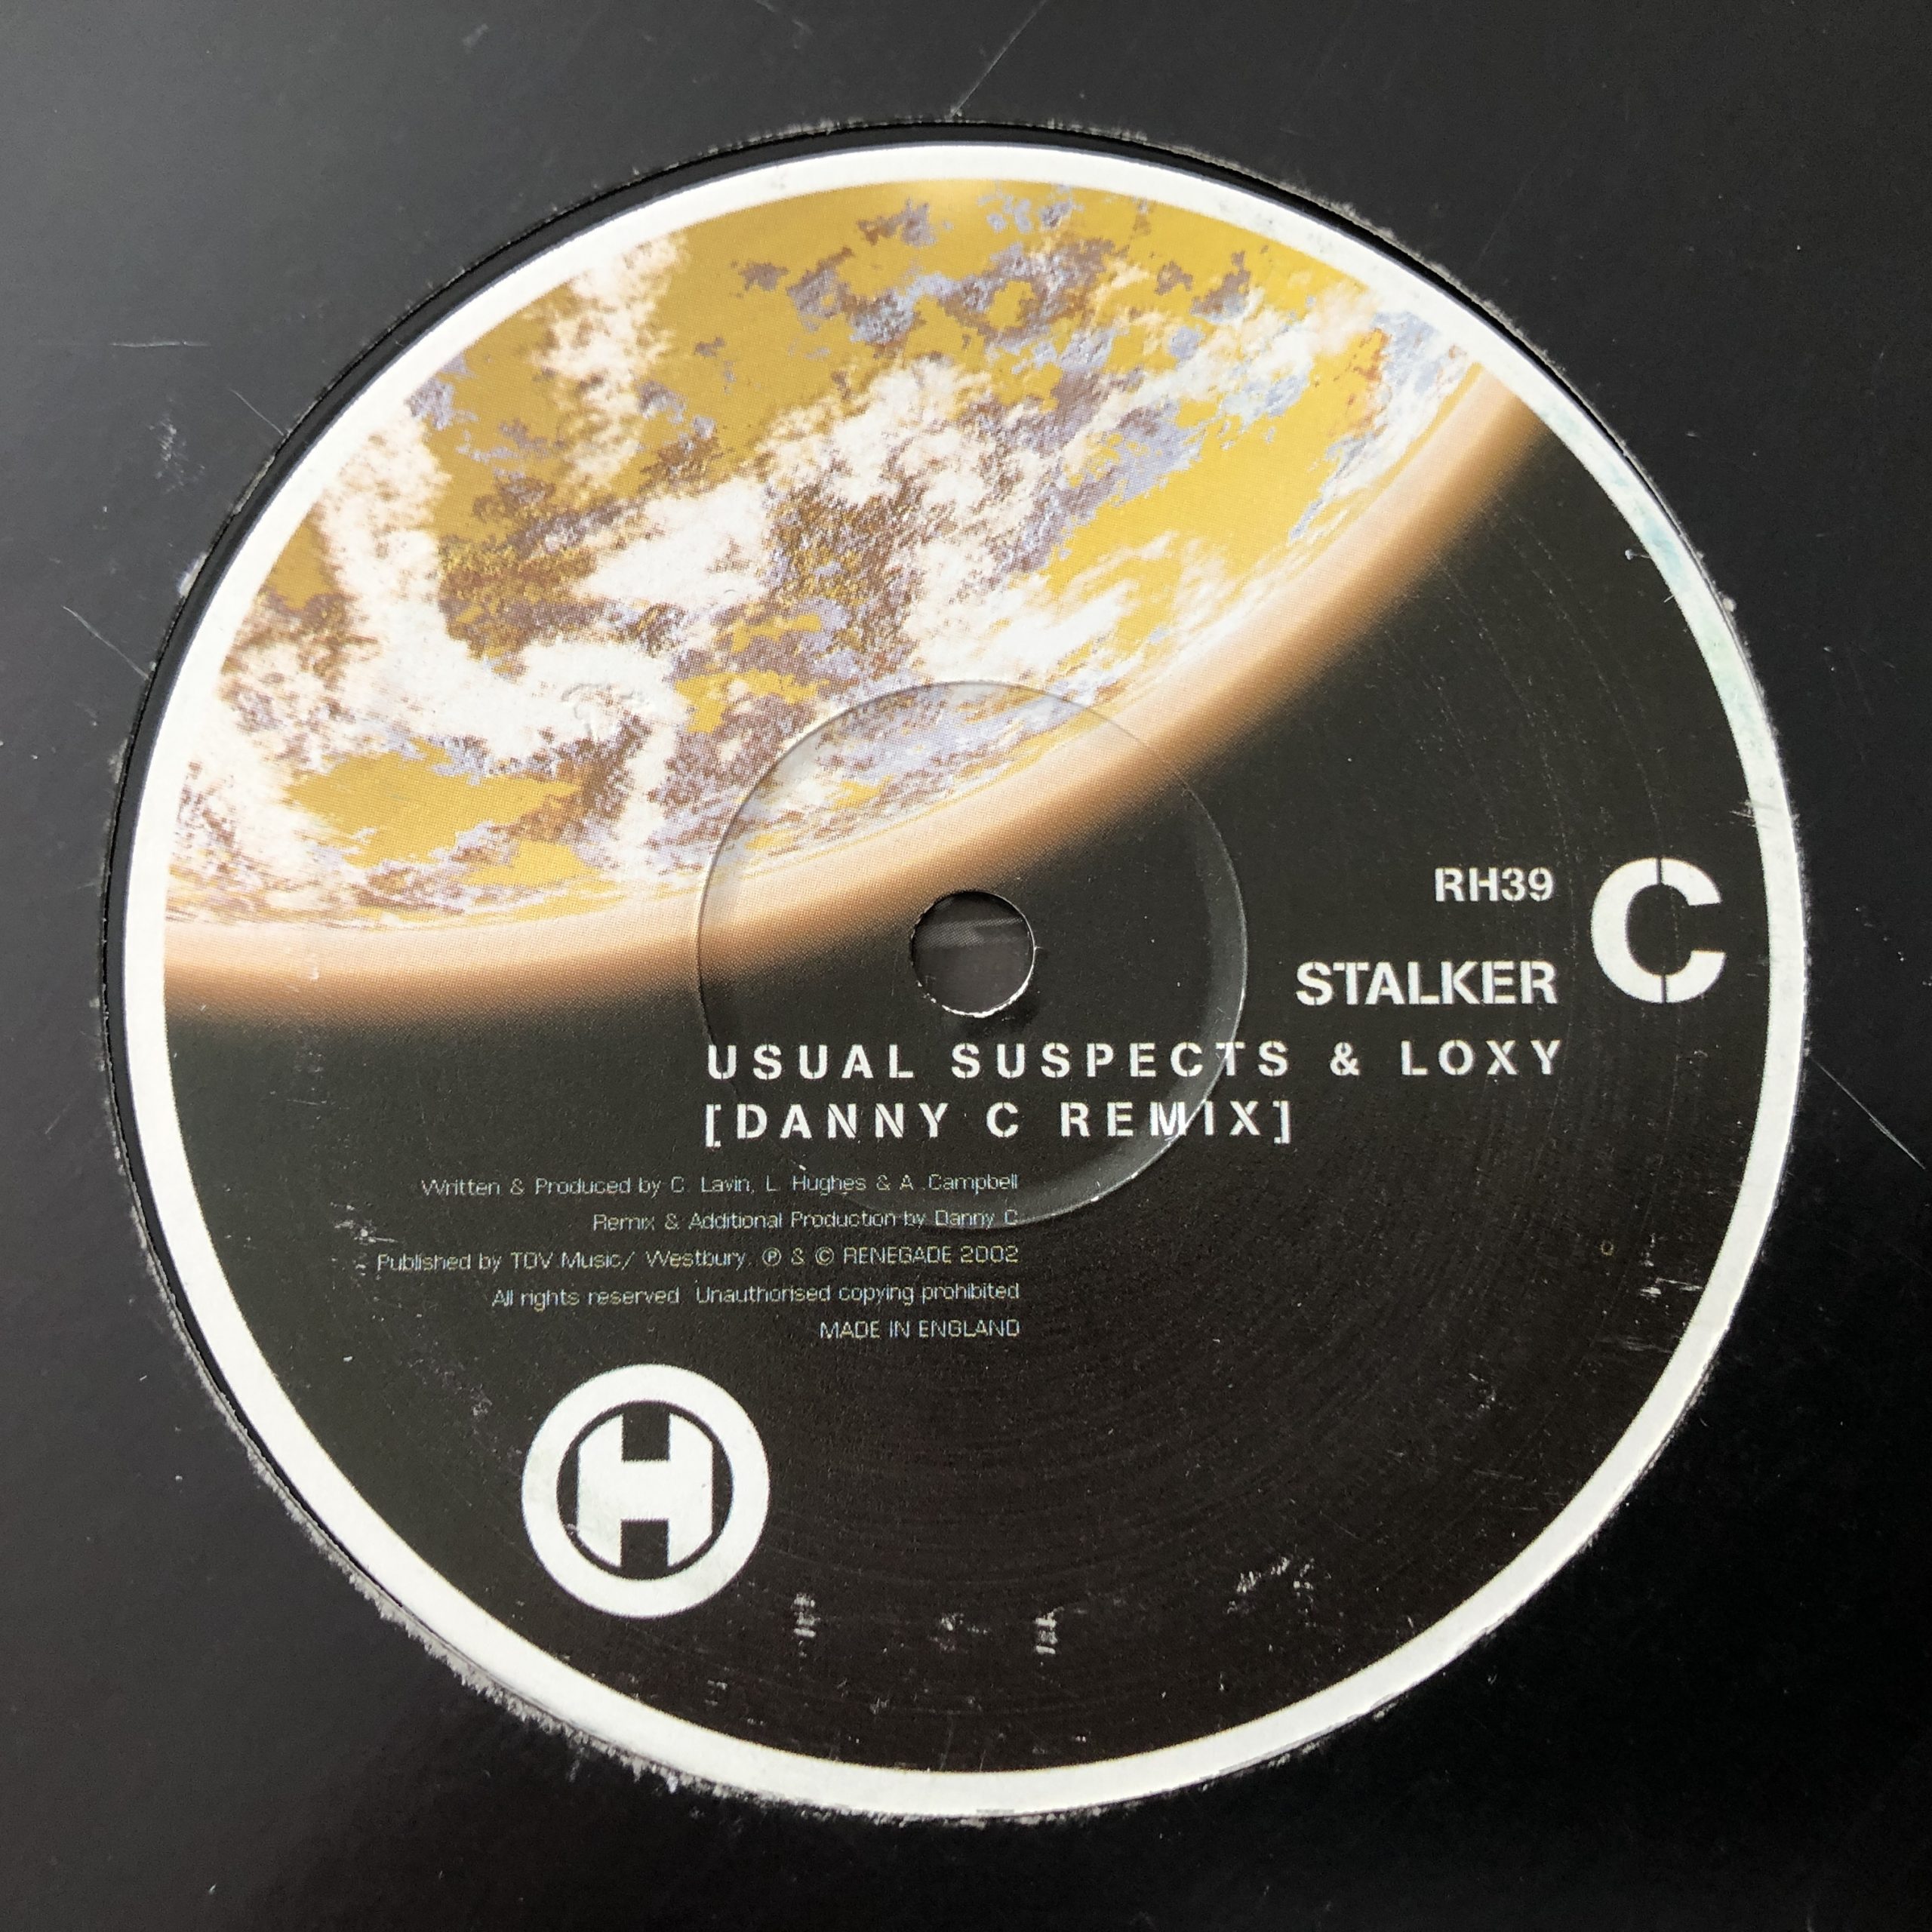 RH39
C
STALKER
USUAL SUSPECTS & LOXY
[DANNY C REMIX]
Written & Produced by C. Lavin, L. Hughes & A. Campbell
Remix & Additional Production by Danny C
Published by TDV Music/ Westbury. ℗ & © RENEGADE 2002
All rights reserved. Unauthorised copying prohibited
MADE IN ENGLAND
H